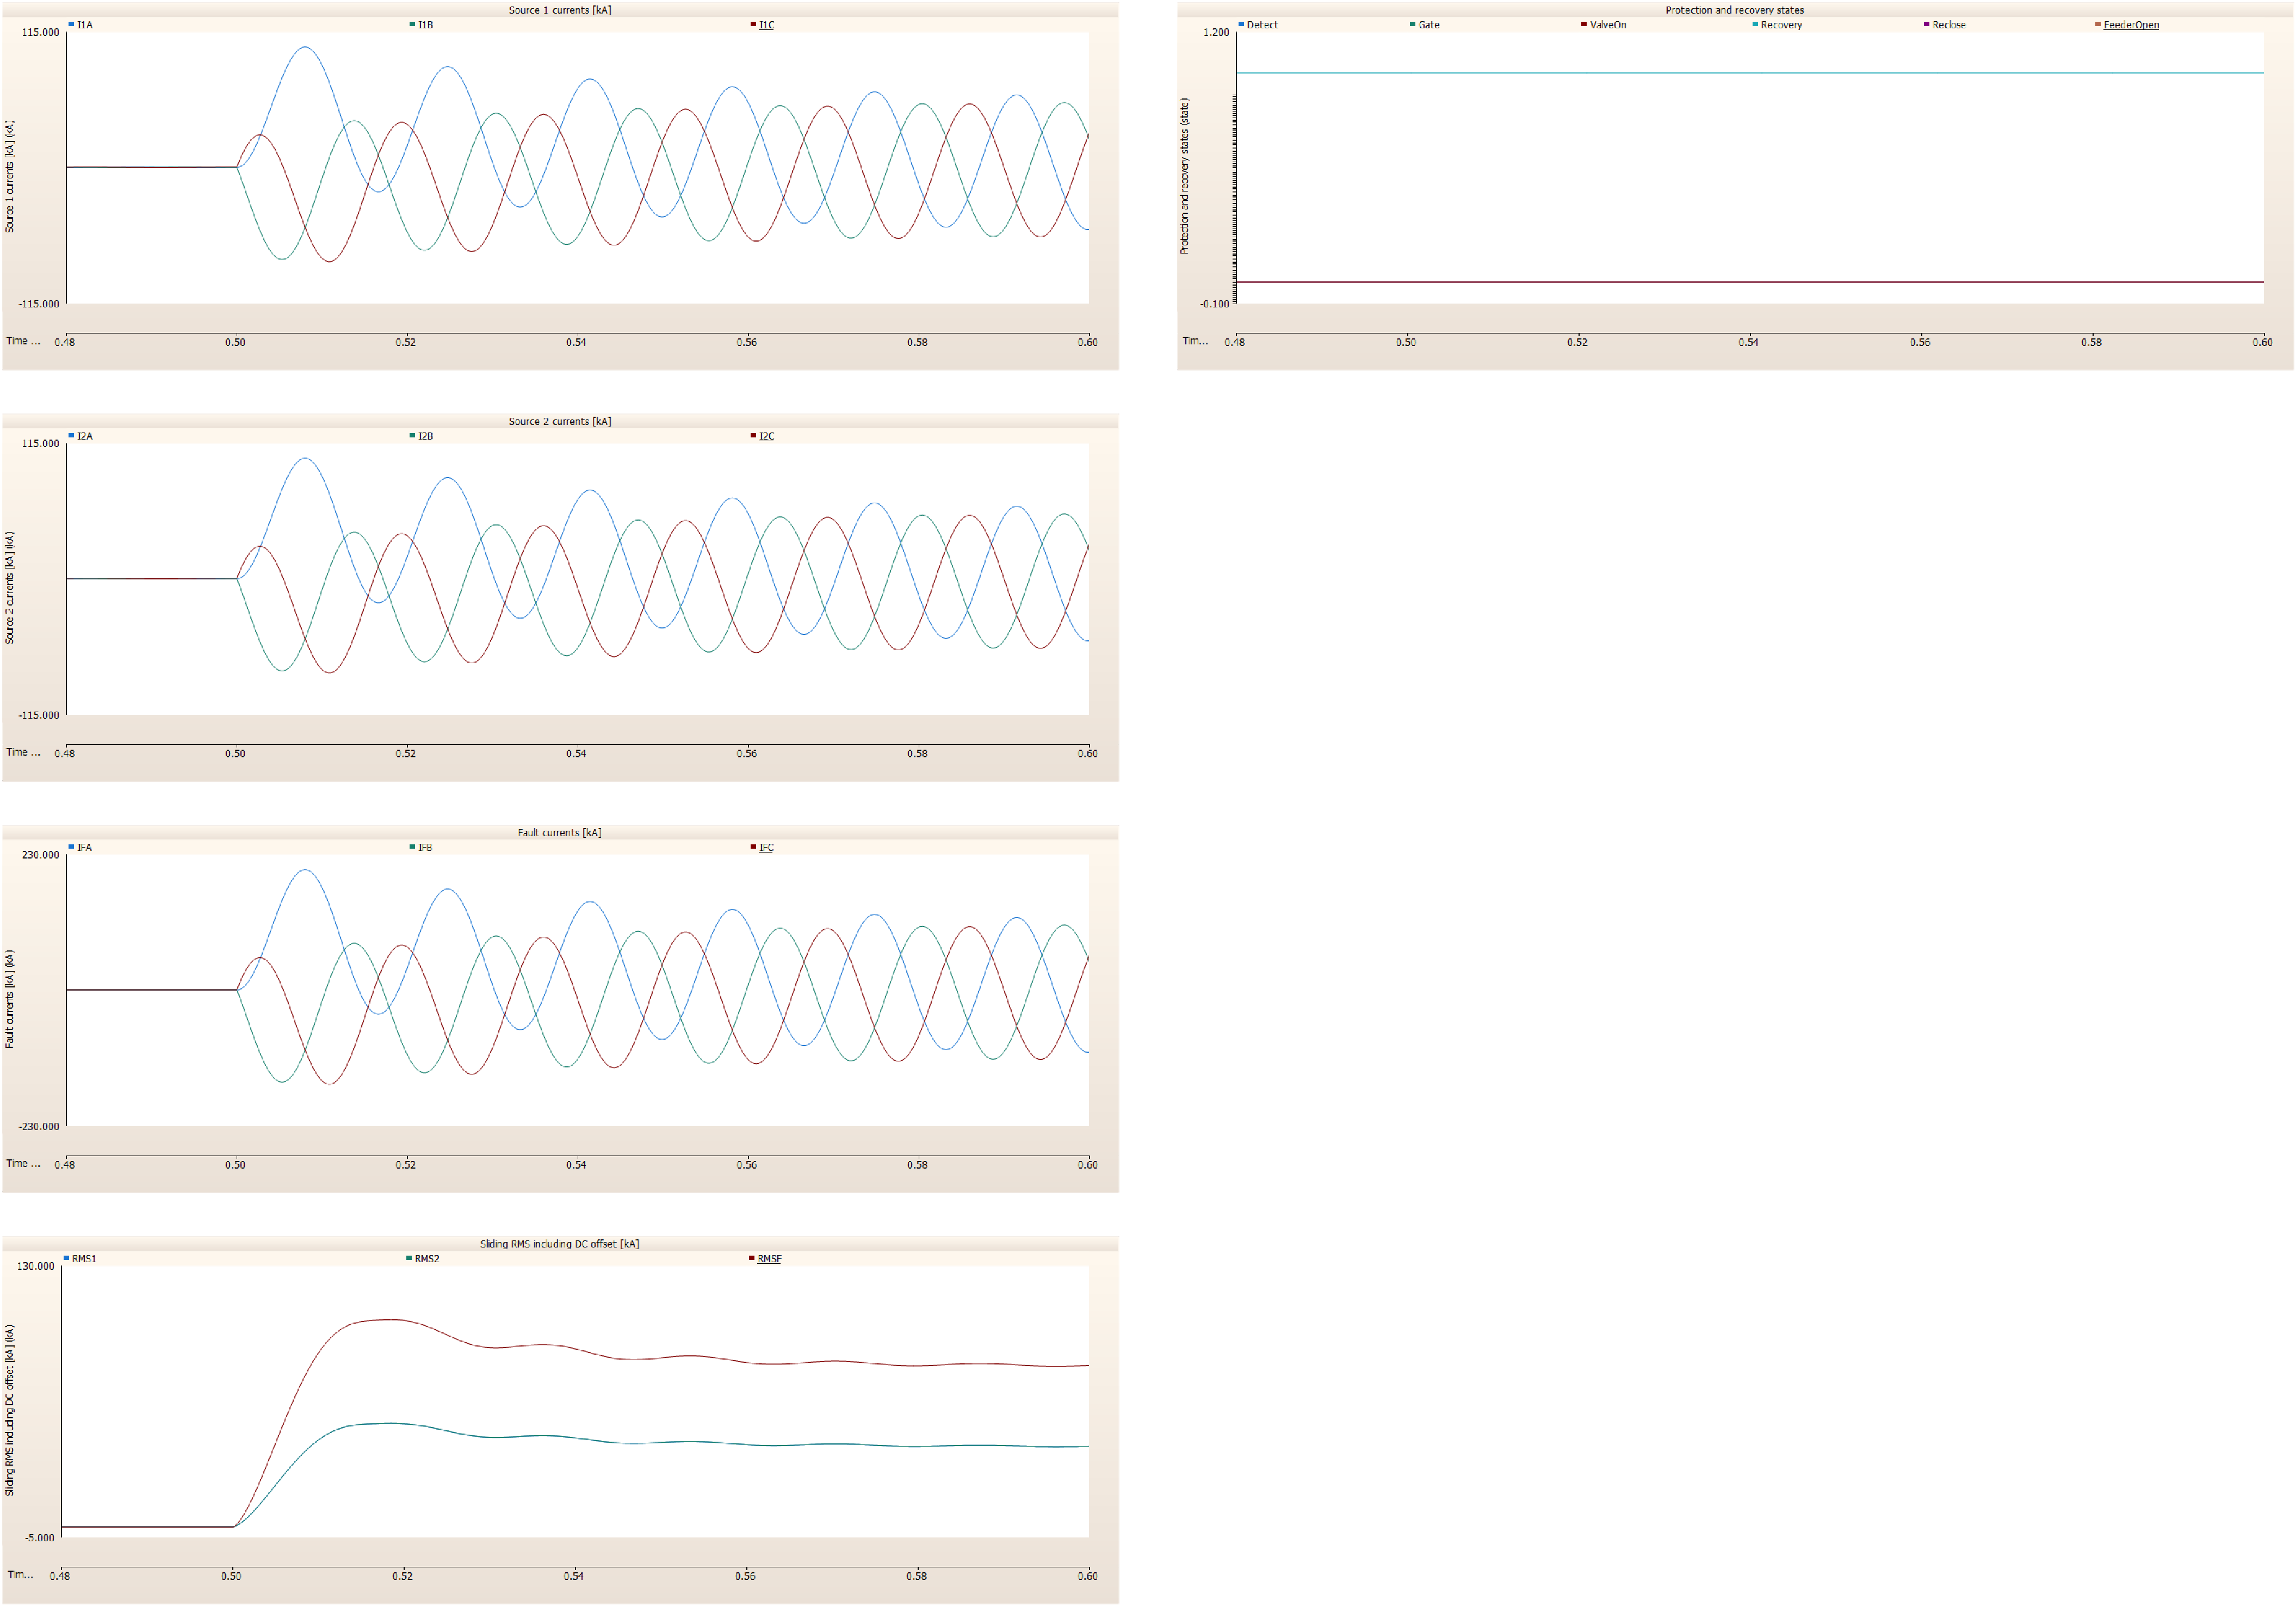 Source 1 currents [kA]
I1A I1B I1C
115.000
Source 1 currents [kA] (kA)
-115.000
Time ... 0.48 0.50 0.52 0.54 0.56 0.58 0.60
Protection and recovery states
Detect Gate ValveOn Recovery Reclose FeederOpen
1.200
Protection and recovery states (state)
-0.100
Tim... 0.48 0.50 0.52 0.54 0.56 0.58 0.60
Source 2 currents [kA]
I2A I2B I2C
115.000
Source 2 currents [kA] (kA)
-115.000
Time ... 0.48 0.50 0.52 0.54 0.56 0.58 0.60
Fault currents [kA]
IFA IFB IFC
230.000
Fault currents [kA] (kA)
-230.000
Time ... 0.48 0.50 0.52 0.54 0.56 0.58 0.60
Sliding RMS including DC offset [kA]
RMS1 RMS2 RMSF
130.000
Sliding RMS including DC offset [kA] (kA)
-5.000
Tim... 0.48 0.50 0.52 0.54 0.56 0.58 0.60